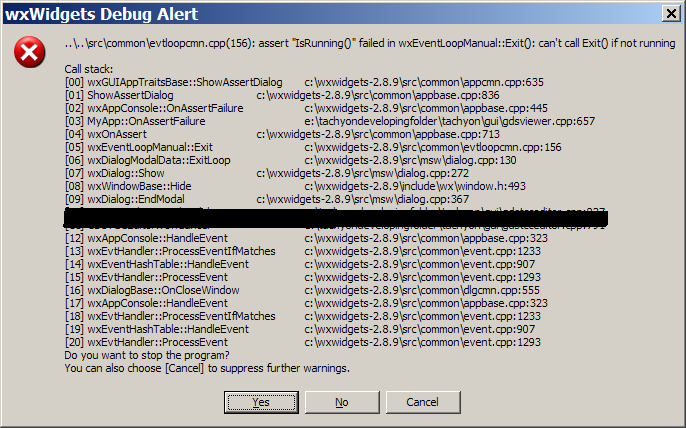 wxWidgets Debug Alert
..\..\src\common\evtloopcmn.cpp(156): assert "IsRunning()" failed in wxEventLoopManual::Exit(): can't call Exit() if not running
Call stack:
[00] wxGUIAppTraitsBase::ShowAssertDialog c:\wxwidgets-2.8.9\src\common\appcmn.cpp:635
[01] ShowAssertDialog c:\wxwidgets-2.8.9\src\common\appbase.cpp:836
[02] wxAppConsole::OnAssertFailure c:\wxwidgets-2.8.9\src\common\appbase.cpp:445
[03] MyApp::OnAssertFailure e:\tachyondevelopingfolder\tachyon\gui\gdsviewer.cpp:657
[04] wxOnAssert c:\wxwidgets-2.8.9\src\common\appbase.cpp:713
[05] wxEventLoopManual::Exit c:\wxwidgets-2.8.9\src\common\evtloopcmn.cpp:156
[06] wxDialogModalData::ExitLoop c:\wxwidgets-2.8.9\src\msw\dialog.cpp:130
[07] wxDialog::Show c:\wxwidgets-2.8.9\src\msw\dialog.cpp:272
[08] wxWindowBase::Hide c:\wxwidgets-2.8.9\include\wx\window.h:493
[09] wxDialog::EndModal c:\wxwidgets-2.8.9\src\msw\dialog.cpp:367
[12] wxAppConsole::HandleEvent c:\wxwidgets-2.8.9\src\common\appbase.cpp:323
[13] wxEvtHandler::ProcessEventIfMatches c:\wxwidgets-2.8.9\src\common\event.cpp:1233
[14] wxEventHashTable::HandleEvent c:\wxwidgets-2.8.9\src\common\event.cpp:907
[15] wxEvtHandler::ProcessEvent c:\wxwidgets-2.8.9\src\common\event.cpp:1293
[16] wxDialogBase::OnCloseWindow c:\wxwidgets-2.8.9\src\common\dlgcmn.cpp:555
[17] wxAppConsole::HandleEvent c:\wxwidgets-2.8.9\src\common\appbase.cpp:323
[18] wxEvtHandler::ProcessEventIfMatches c:\wxwidgets-2.8.9\src\common\event.cpp:1233
[19] wxEventHashTable::HandleEvent c:\wxwidgets-2.8.9\src\common\event.cpp:907
[20] wxEvtHandler::ProcessEvent c:\wxwidgets-2.8.9\src\common\event.cpp:1293
Do you want to stop the program?
You can also choose [Cancel] to suppress further warnings.
Yes No Cancel